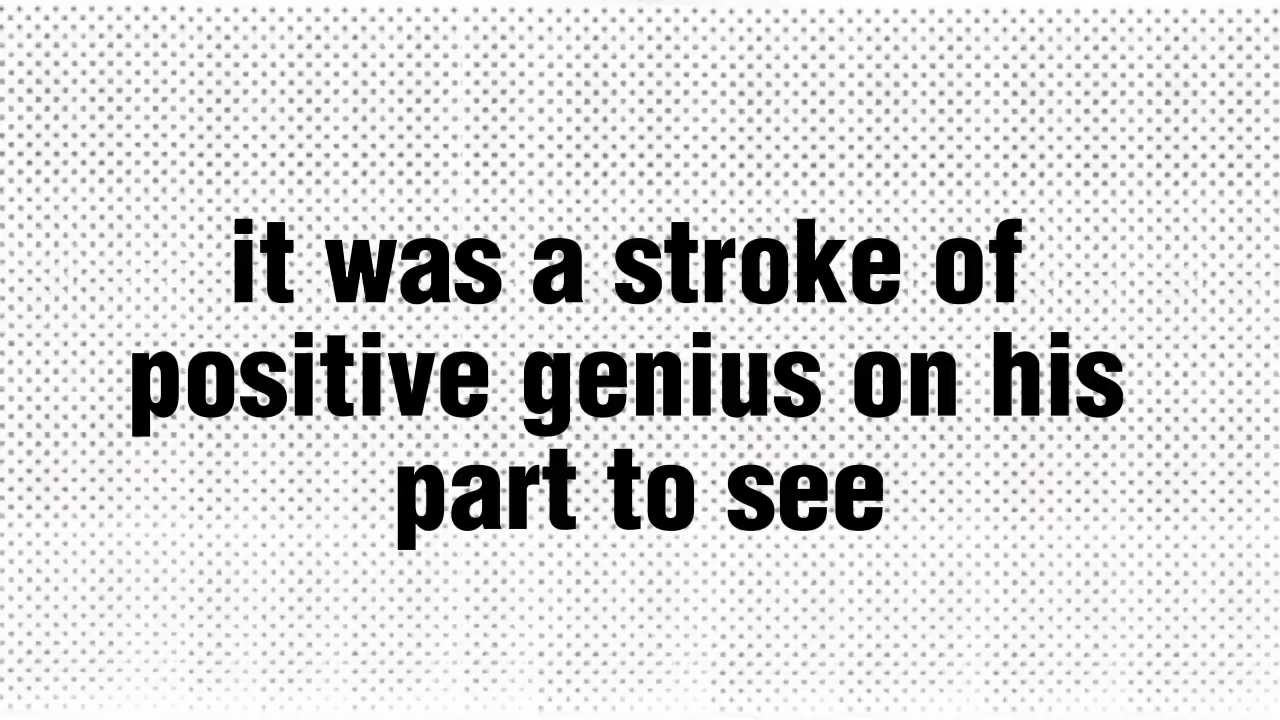 it was a stroke of
positive genius on his
part to see